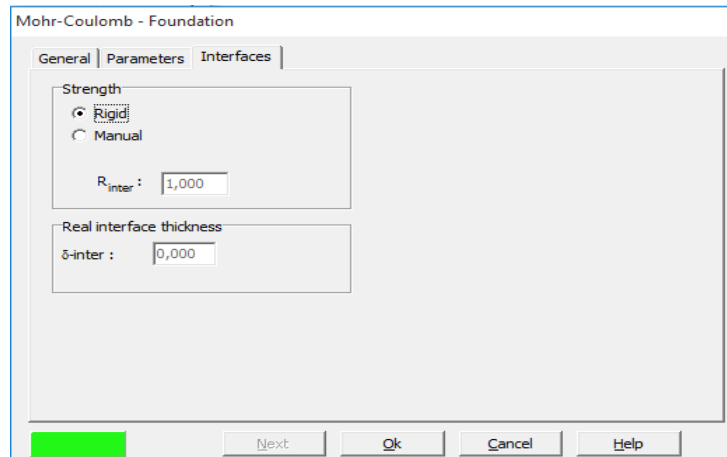 Mohr-Coulomb - Foundation
General Parameters Interfaces
Strength
Rigid
Manual
Rinter : 1,000
Real interface thickness
δ-inter : 0,000
Next Ok Cancel Help